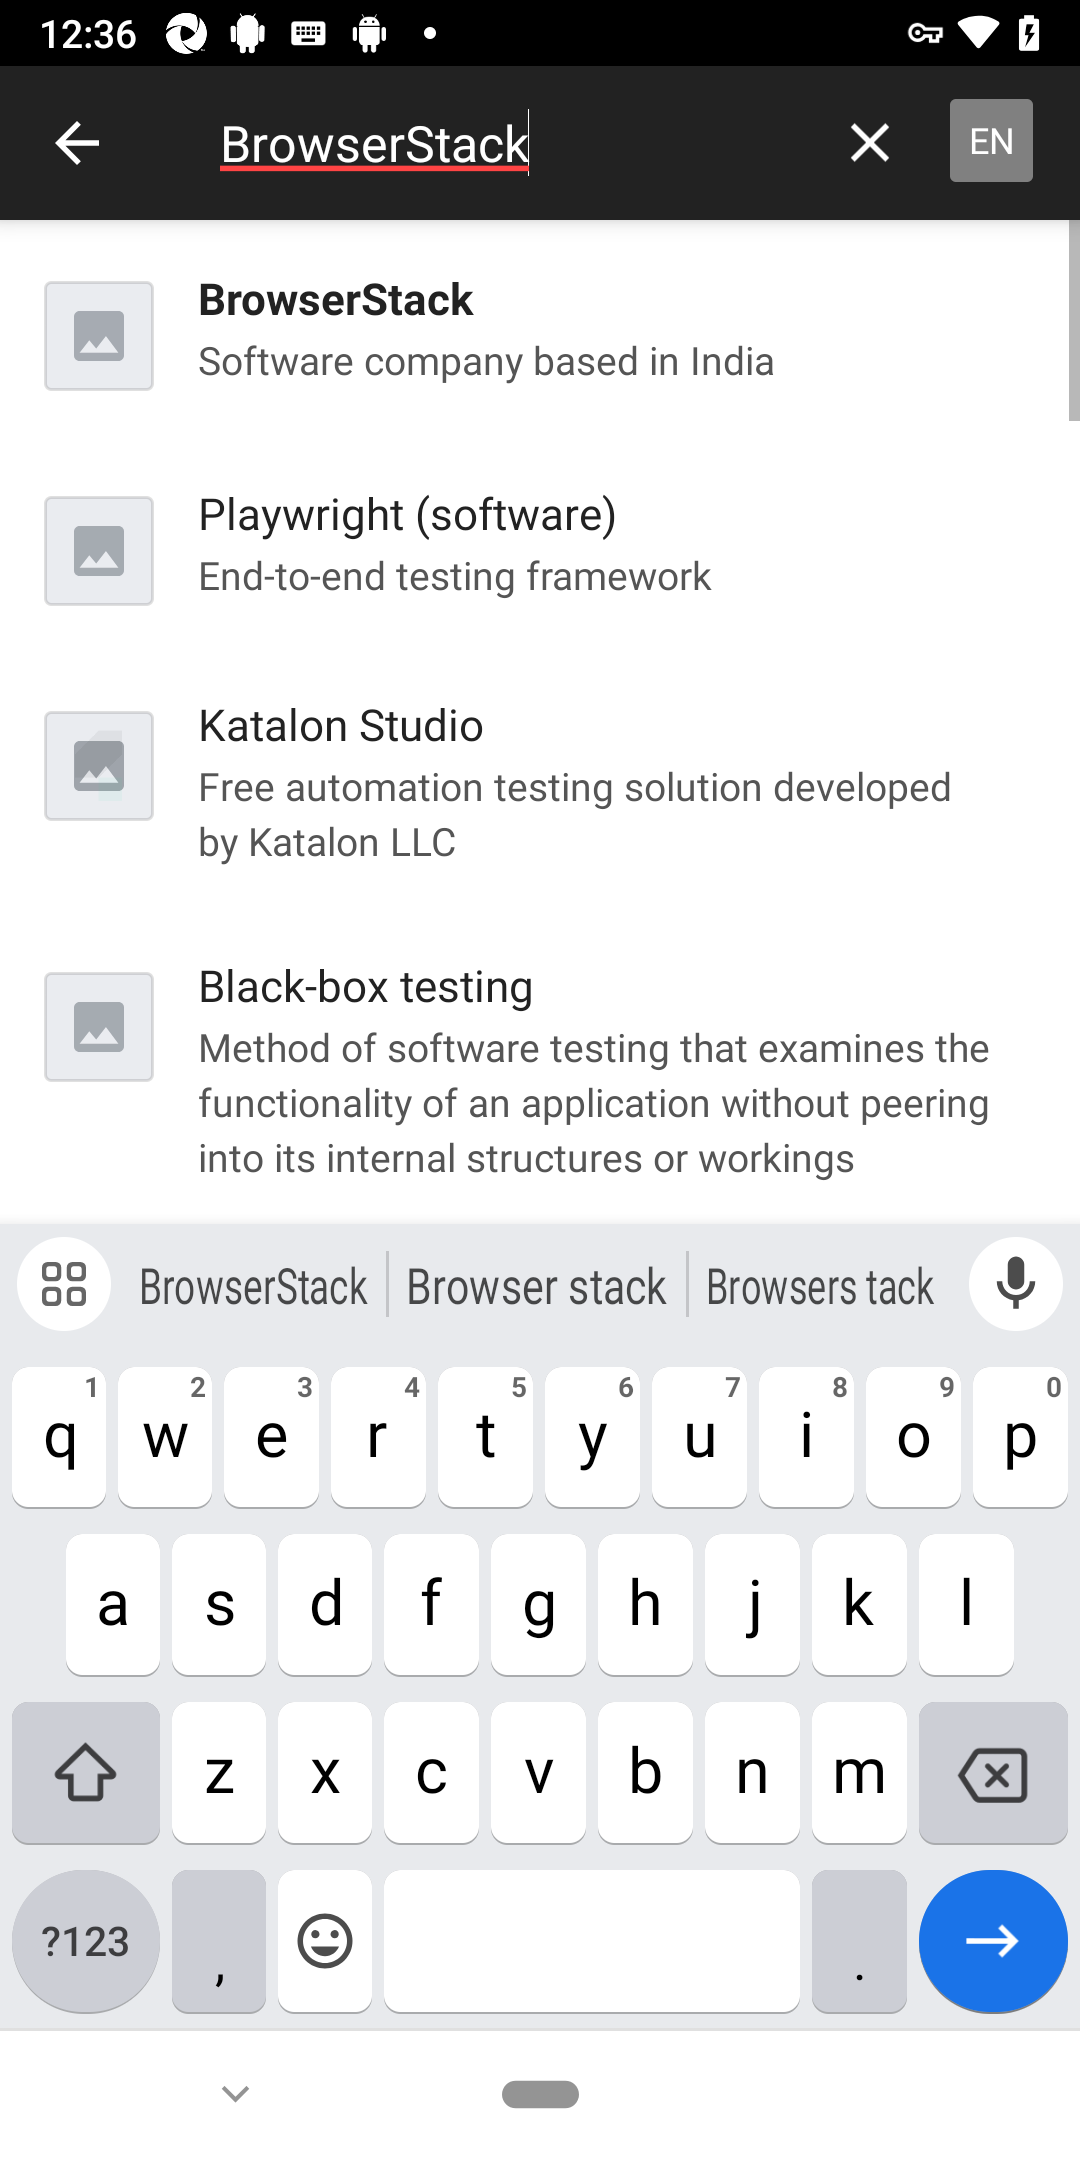 12:36
BrowserStack
EN
BrowserStack
Software company based in India
Playwright (software)
End-to-end testing framework
Katalon Studio
Free automation testing solution developed
by Katalon LLC
Black-box testing
Method of software testing that examines the
functionality of an application without peering
into its internal structures or workings
BrowserStack Browser stack Browsers tack
1 2 3 4 5 6 7 8 9 0
q w e r t y u i o p
a s d f g h j k l
z x c v b n m
?123 , .